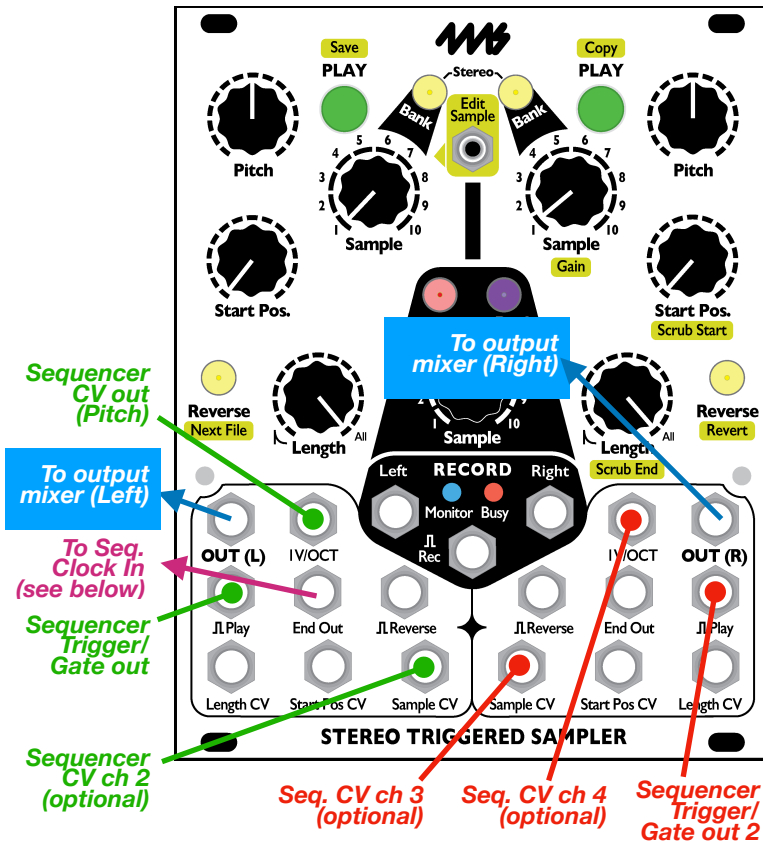 Save
PLAY
Stereo
Copy
PLAY
Bank
Edit
Sample
Bank
Pitch
Pitch
1 2 3 4 5 6 7 8 9 10
Sample
1 2 3 4 5 6 7 8 9 10
Sample
Gain
Start Pos.
Start Pos.
Scrub Start
To output
mixer (Right)
Sequencer
CV out
(Pitch)
Reverse
Next File
Length
All
1 2 9 10
Sample
Length
All
Scrub End
Reverse
Revert
To output
mixer (Left)
Left
RECORD
Right
Monitor
Busy
Rec
OUT (L)
1V/OCT
1V/OCT
OUT (R)
To Seq.
Clock In
(see below)
Play
End Out
Reverse
Reverse
End Out
Play
Sequencer
Trigger/
Gate out
Length CV
Start Pos CV
Sample CV
Sample CV
Start Pos CV
Length CV
STEREO TRIGGERED SAMPLER
Sequencer
CV ch 2
(optional)
Seq. CV ch 3
(optional)
Seq. CV ch 4
(optional)
Sequencer
Trigger/
Gate out 2